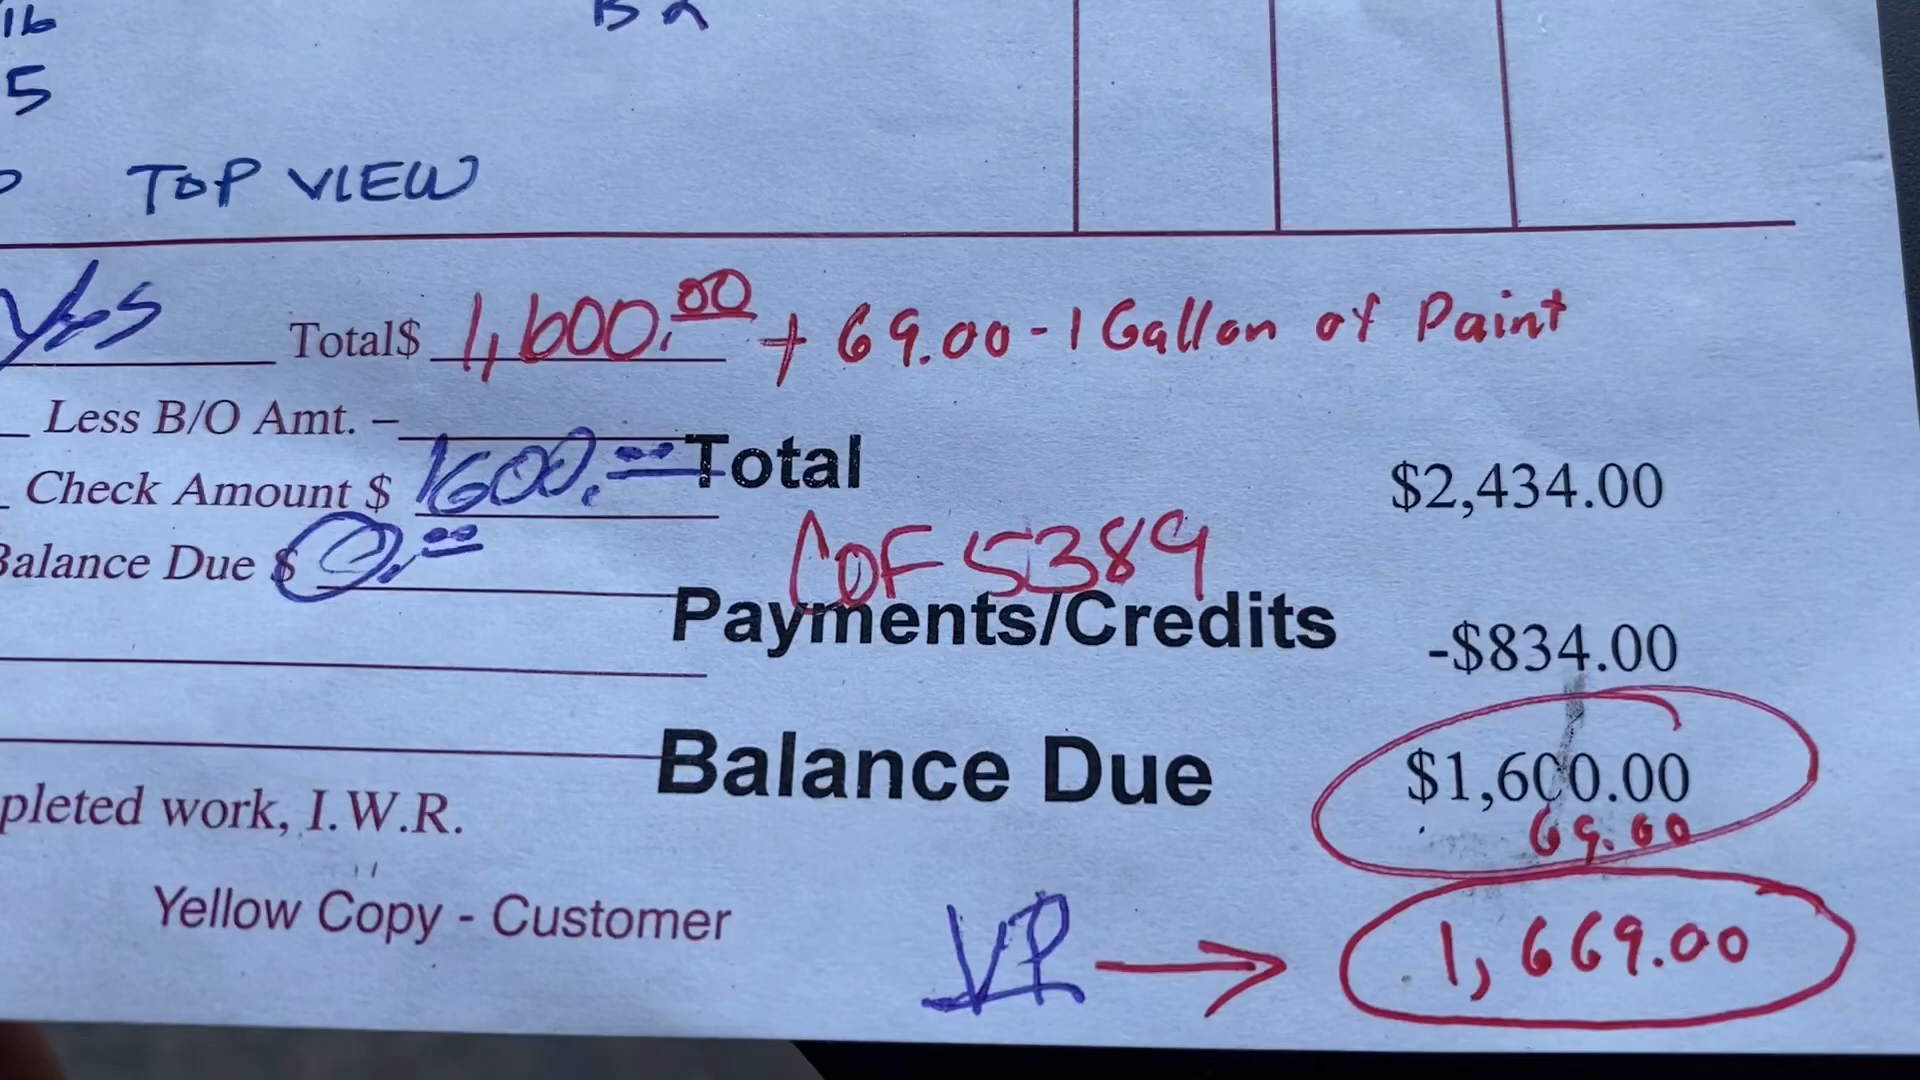 16
5
TOP VIEW
Yes Total$ 1,600.00 + 69.00 - 1 Gallon of Paint
Less B/O Amt. –
Total $2,434.00
Check Amount $ 1600.00
COF 5389
Balance Due $ 0.00
Payments/Credits -$834.00
Balance Due $1,600.00
69.00
pleted work, I.W.R.
Yellow Copy - Customer
VP → 1,669.00